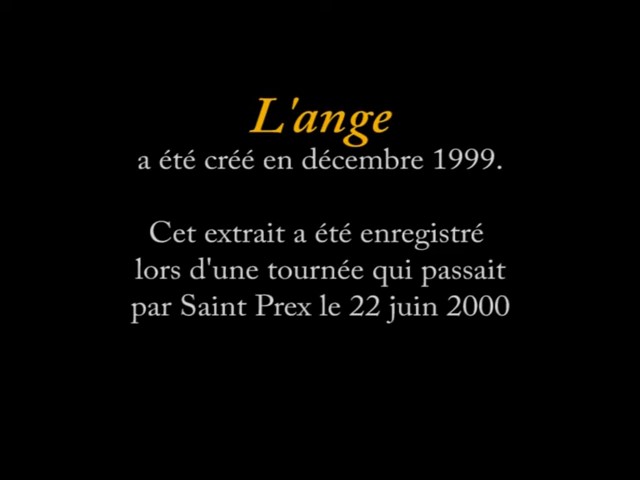 L'ange
a été créé en décembre 1999.
Cet extrait a été enregistré
lors d'une tournée qui passait
par Saint Prex le 22 juin 2000